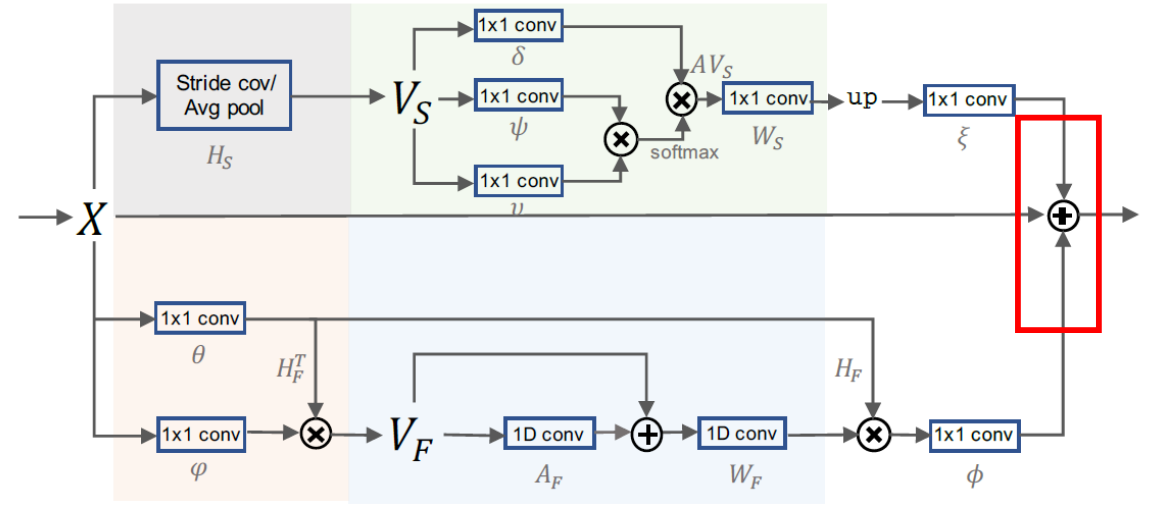 1x1 conv
δ
Stride cov/
Avg pool
H_S
V_S
1x1 conv
ψ
1x1 conv
υ
softmax
AV_S
1x1 conv
W_S
up
1x1 conv
ξ
X
1x1 conv
θ
H_F^T
H_F
1x1 conv
φ
V_F
1D conv
A_F
1D conv
W_F
1x1 conv
ϕ